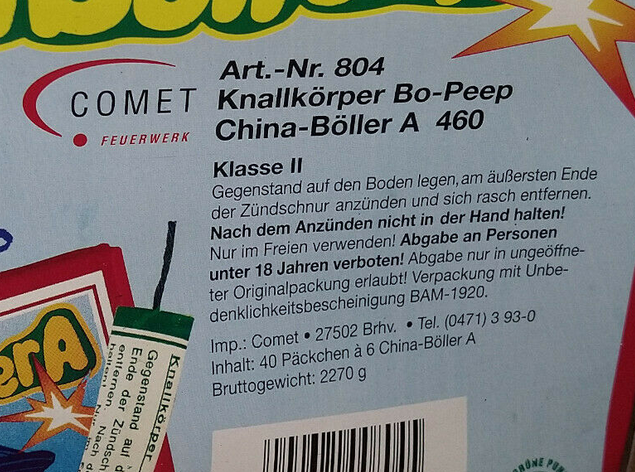 COMET
FEUERWERK
Art.-Nr. 804
Knallkörper Bo-Peep
China-Böller A 460
Klasse II
Gegenstand auf den Boden legen, am äußersten Ende
der Zündschnur anzünden und sich rasch entfernen.
Nach dem Anzünden nicht in der Hand halten!
Nur im Freien verwenden! Abgabe an Personen
unter 18 Jahren verboten! Abgabe nur in ungeöffne-
ter Originalpackung erlaubt! Verpackung mit Unbe-
denklichkeitsbescheinigung BAM-1920.
Imp.: Comet • 27502 Brhv. • Tel. (0471) 3 93-0
Inhalt: 40 Päckchen à 6 China-Böller A
Bruttogewicht: 2270 g
er A
Knallkörper
Gegenstand auf d
Ende der Zündsch
entfernen. Nach d